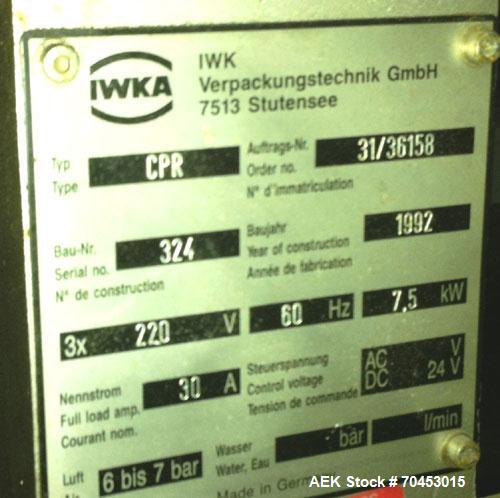 IWKA
IWK
Verpackungstechnik GmbH
7513 Stutensee
Typ
Type
CPR
Auftrags-Nr.
Order no.
N° d'immatriculation
31/36158
Bau-Nr.
Serial no.
N° de construction
324
Baujahr
Year of construction
Année de fabrication
1992
3x 220 V
60 Hz
7,5 kW
Nennstrom
Full load amp.
Courant nom.
30 A
Steuerspannung
Control voltage
Tension de commande
AC V
DC 24 V
Luft
6 bis 7 bar
Wasser
Water, Eau
bar
l/min
Made in Germ
AEK Stock # 70453015